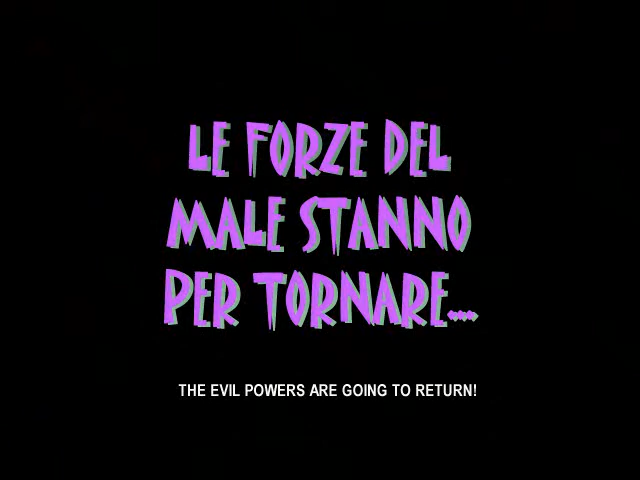 LE FORZE DEL
MALE STANNO
PER TORNARE....
THE EVIL POWERS ARE GOING TO RETURN!